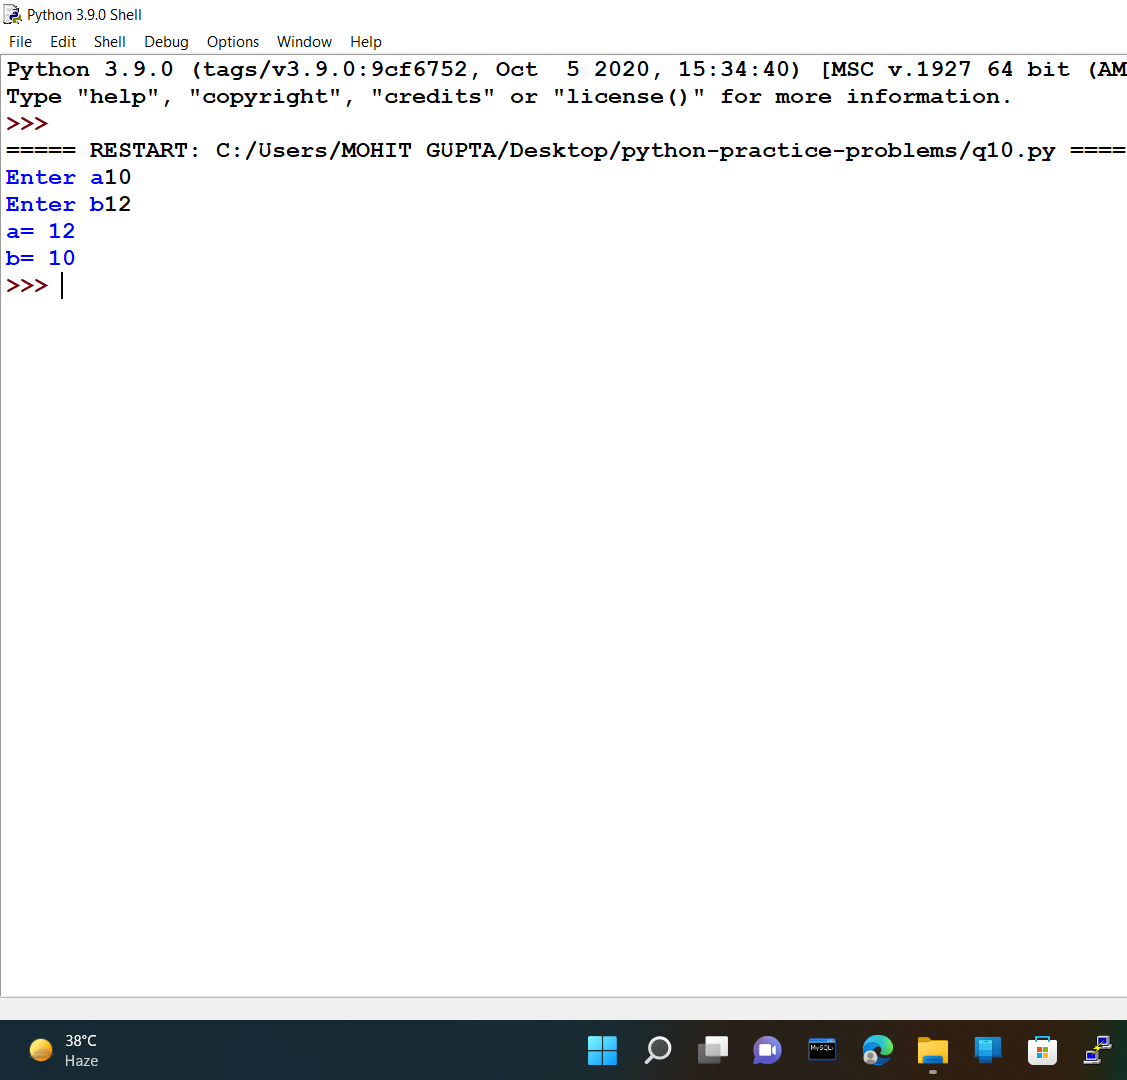 Python 3.9.0 Shell
File Edit Shell Debug Options Window Help
Python 3.9.0 (tags/v3.9.0:9cf6752, Oct  5 2020, 15:34:40) [MSC v.1927 64 bit (AM
Type "help", "copyright", "credits" or "license()" for more information.
>>>
===== RESTART: C:/Users/MOHIT GUPTA/Desktop/python-practice-problems/q10.py ====
Enter a10
Enter b12
a= 12
b= 10
>>>
38°C
Haze
MySQL